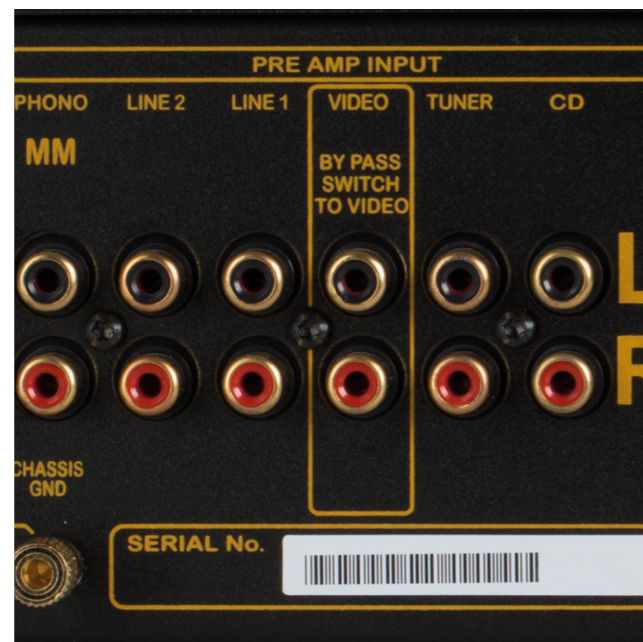 PRE AMP INPUT
PHONO LINE 2 LINE 1 VIDEO TUNER CD
MM
BY PASS
SWITCH
TO VIDEO
L
R
CHASSIS
GND
SERIAL No.